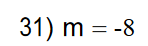 31) m = -8